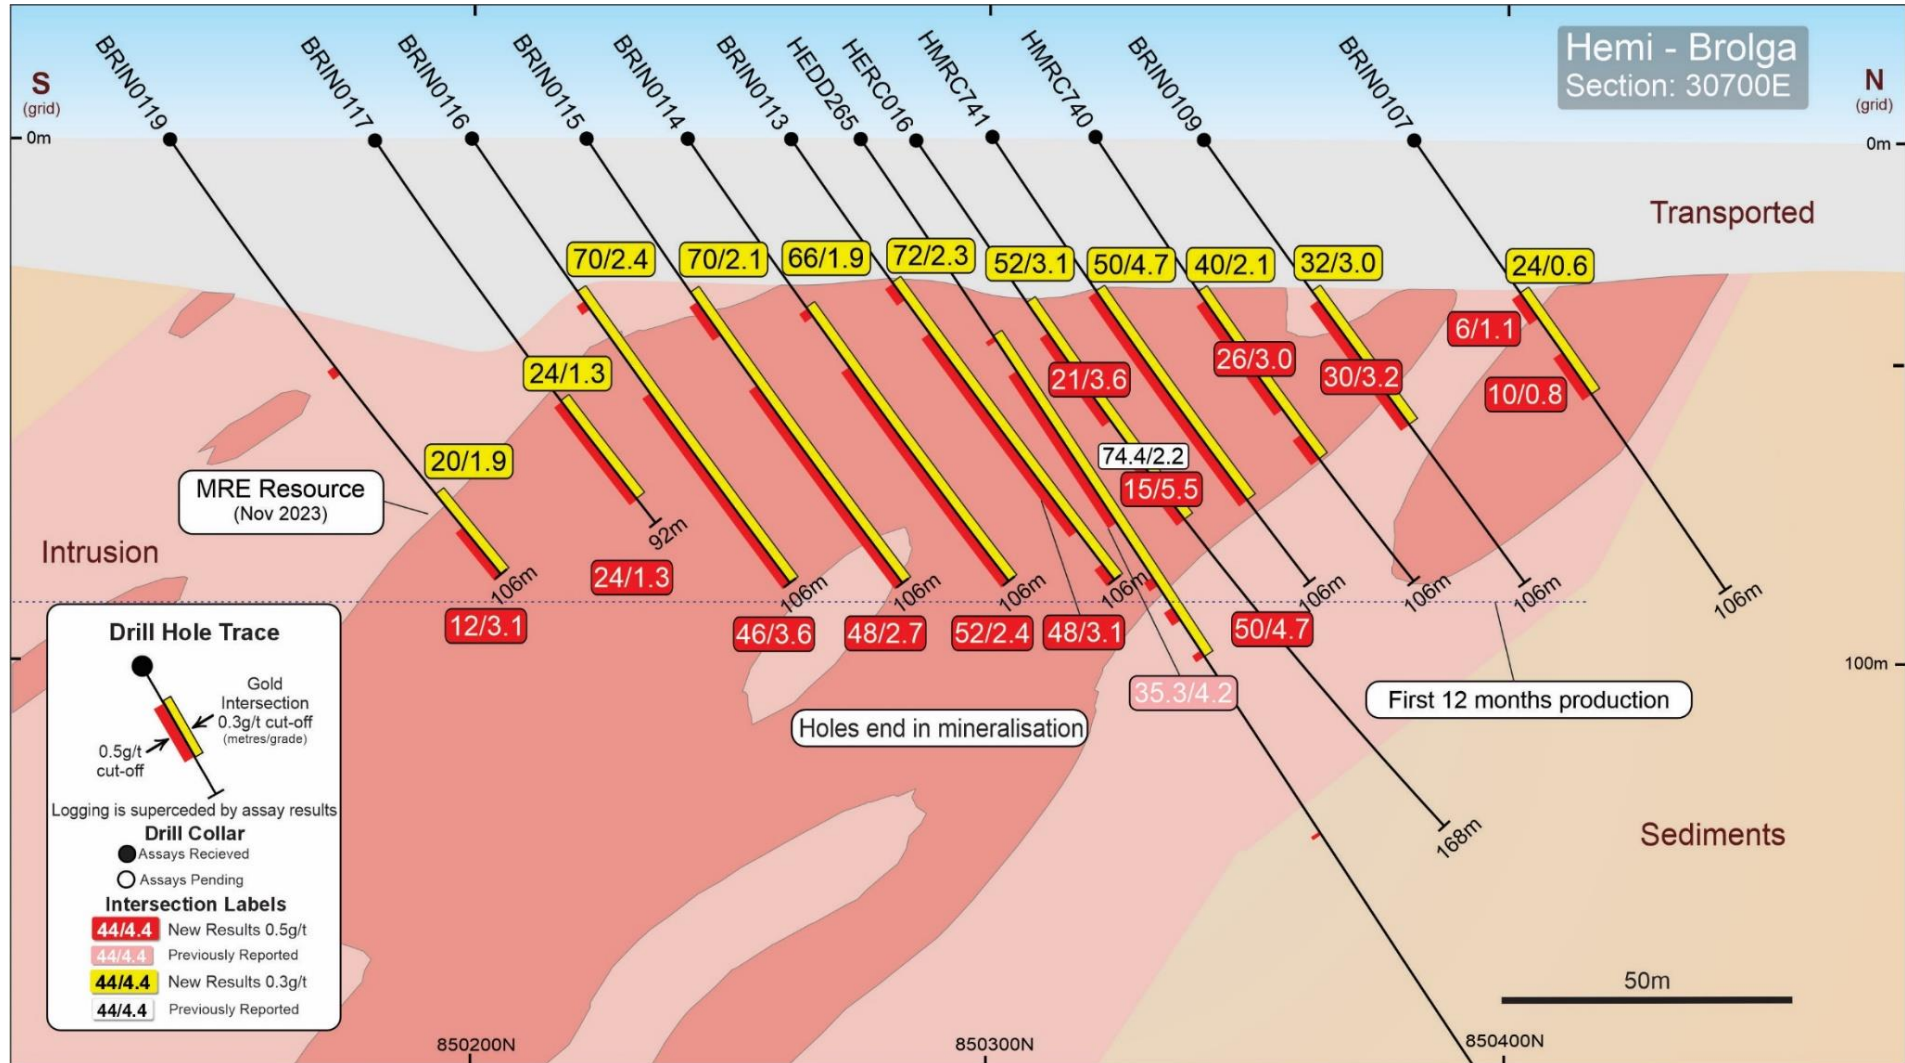 Hemi - Brolga
Section: 30700E
S
(grid)
N
(grid)
BRIN0119
BRIN0117
BRIN0116
BRIN0115
BRIN0114
BRIN0113
HEDD265
HERC016
HMRC741
HMRC740
BRIN0109
BRIN0107
0m
0m
Transported
70/2.4
70/2.1
66/1.9
72/2.3
52/3.1
50/4.7
40/2.1
32/3.0
24/0.6
6/1.1
24/1.3
21/3.6
26/3.0
30/3.2
10/0.8
20/1.9
74.4/2.2
15/5.5
MRE Resource
(Nov 2023)
Intrusion
92m
24/1.3
106m
106m
106m
106m
106m
106m
106m
106m
106m
12/3.1
46/3.6
48/2.7
52/2.4
48/3.1
50/4.7
100m
35.3/4.2
First 12 months production
Holes end in mineralisation
Sediments
168m
Drill Hole Trace
Gold
Intersection
0.3g/t cut-off
(metres/grade)
0.5g/t
cut-off
Logging is superceded by assay results
Drill Collar
Assays Recieved
Assays Pending
Intersection Labels
44/4.4 New Results 0.5g/t
44/4.4 Previously Reported
44/4.4 New Results 0.3g/t
44/4.4 Previously Reported
50m
850200N
850300N
850400N